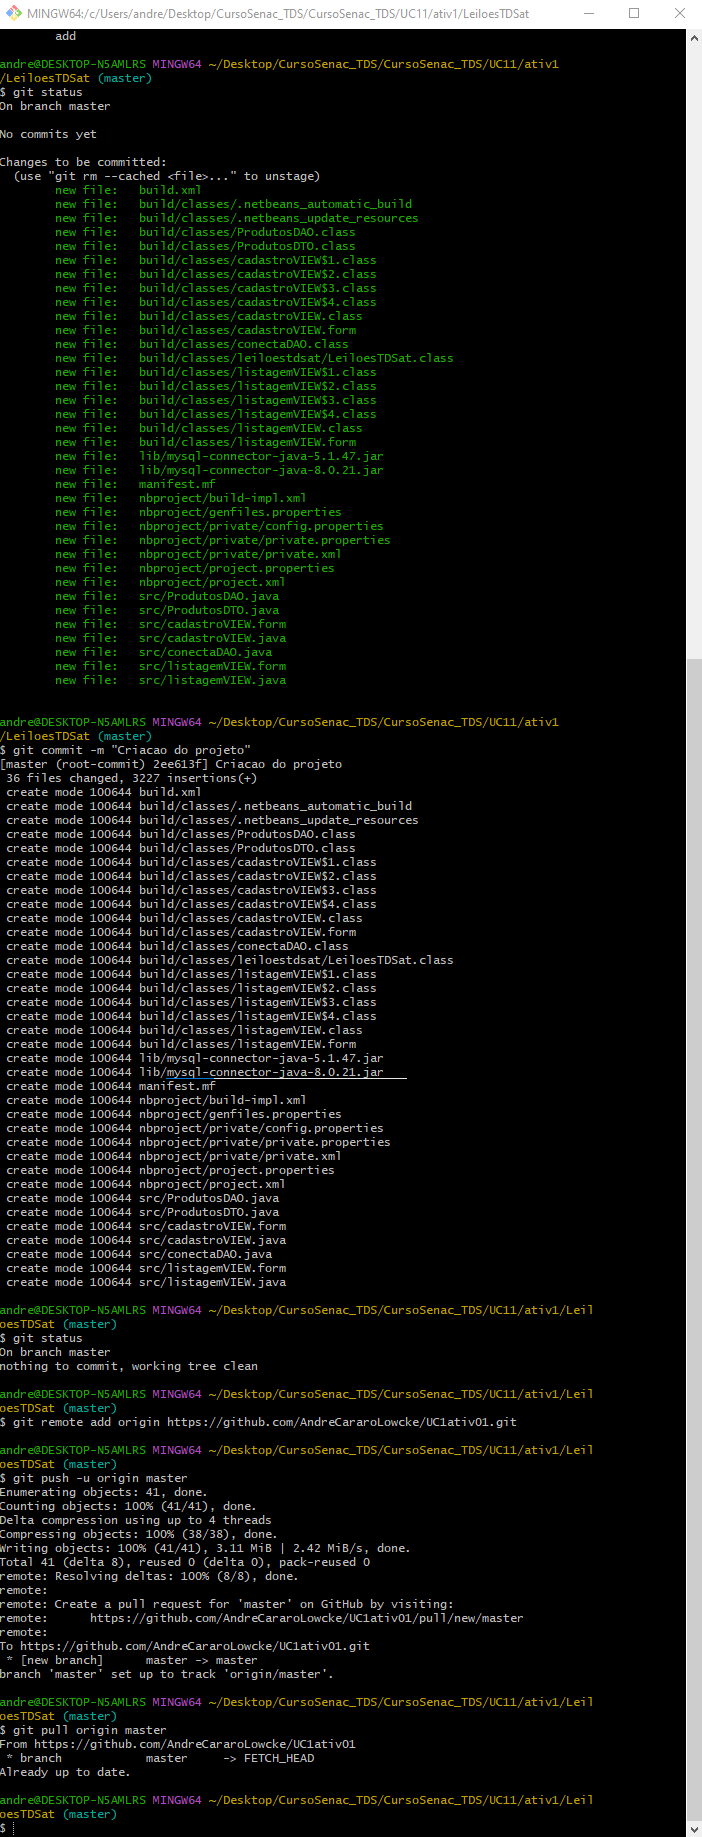 MINGW64:/c/Users/andre/Desktop/CursoSenac_TDS/CursoSenac_TDS/UC11/ativ1/LeiloesTDSat
add
andre@DESKTOP-N5AMLRS MINGW64 ~/Desktop/CursoSenac_TDS/CursoSenac_TDS/UC11/ativ1
/LeiloesTDSat (master)
$ git status
On branch master
No commits yet
Changes to be committed:
(use "git rm --cached <file>..." to unstage)
new file: build.xml
new file: build/classes/.netbeans_automatic_build
new file: build/classes/.netbeans_update_resources
new file: build/classes/ProdutosDAO.class
new file: build/classes/ProdutosDTO.class
new file: build/classes/cadastroVIEW$1.class
new file: build/classes/cadastroVIEW$2.class
new file: build/classes/cadastroVIEW$3.class
new file: build/classes/cadastroVIEW$4.class
new file: build/classes/cadastroVIEW.class
new file: build/classes/cadastroVIEW.form
new file: build/classes/conectaDAO.class
new file: build/classes/leiloestdsat/LeiloesTDSat.class
new file: build/classes/listagemVIEW$1.class
new file: build/classes/listagemVIEW$2.class
new file: build/classes/listagemVIEW$3.class
new file: build/classes/listagemVIEW$4.class
new file: build/classes/listagemVIEW.class
new file: build/classes/listagemVIEW.form
new file: lib/mysql-connector-java-5.1.47.jar
new file: lib/mysql-connector-java-8.0.21.jar
new file: manifest.mf
new file: nbproject/build-impl.xml
new file: nbproject/genfiles.properties
new file: nbproject/private/config.properties
new file: nbproject/private/private.properties
new file: nbproject/private/private.xml
new file: nbproject/project.properties
new file: nbproject/project.xml
new file: src/ProdutosDAO.java
new file: src/ProdutosDTO.java
new file: src/cadastroVIEW.form
new file: src/cadastroVIEW.java
new file: src/conectaDAO.java
new file: src/listagemVIEW.form
new file: src/listagemVIEW.java
andre@DESKTOP-N5AMLRS MINGW64 ~/Desktop/CursoSenac_TDS/CursoSenac_TDS/UC11/ativ1
/LeiloesTDSat (master)
$ git commit -m "Criacao do projeto"
[master (root-commit) 2ee613f] Criacao do projeto
36 files changed, 3227 insertions(+)
create mode 100644 build.xml
create mode 100644 build/classes/.netbeans_automatic_build
create mode 100644 build/classes/.netbeans_update_resources
create mode 100644 build/classes/ProdutosDAO.class
create mode 100644 build/classes/ProdutosDTO.class
create mode 100644 build/classes/cadastroVIEW$1.class
create mode 100644 build/classes/cadastroVIEW$2.class
create mode 100644 build/classes/cadastroVIEW$3.class
create mode 100644 build/classes/cadastroVIEW$4.class
create mode 100644 build/classes/cadastroVIEW.class
create mode 100644 build/classes/cadastroVIEW.form
create mode 100644 build/classes/conectaDAO.class
create mode 100644 build/classes/leiloestdsat/LeiloesTDSat.class
create mode 100644 build/classes/listagemVIEW$1.class
create mode 100644 build/classes/listagemVIEW$2.class
create mode 100644 build/classes/listagemVIEW$3.class
create mode 100644 build/classes/listagemVIEW$4.class
create mode 100644 build/classes/listagemVIEW.class
create mode 100644 build/classes/listagemVIEW.form
create mode 100644 lib/mysql-connector-java-5.1.47.jar
create mode 100644 lib/mysql-connector-java-8.0.21.jar
create mode 100644 manifest.mf
create mode 100644 nbproject/build-impl.xml
create mode 100644 nbproject/genfiles.properties
create mode 100644 nbproject/private/config.properties
create mode 100644 nbproject/private/private.properties
create mode 100644 nbproject/private/private.xml
create mode 100644 nbproject/project.properties
create mode 100644 nbproject/project.xml
create mode 100644 src/ProdutosDAO.java
create mode 100644 src/ProdutosDTO.java
create mode 100644 src/cadastroVIEW.form
create mode 100644 src/cadastroVIEW.java
create mode 100644 src/conectaDAO.java
create mode 100644 src/listagemVIEW.form
create mode 100644 src/listagemVIEW.java
andre@DESKTOP-N5AMLRS MINGW64 ~/Desktop/CursoSenac_TDS/CursoSenac_TDS/UC11/ativ1/Leil
oesTDSat (master)
$ git status
On branch master
nothing to commit, working tree clean
andre@DESKTOP-N5AMLRS MINGW64 ~/Desktop/CursoSenac_TDS/CursoSenac_TDS/UC11/ativ1/Leil
oesTDSat (master)
$ git remote add origin https://github.com/AndreCararoLowcke/UC1ativ01.git
andre@DESKTOP-N5AMLRS MINGW64 ~/Desktop/CursoSenac_TDS/CursoSenac_TDS/UC11/ativ1/Leil
oesTDSat (master)
$ git push -u origin master
Enumerating objects: 41, done.
Counting objects: 100% (41/41), done.
Delta compression using up to 4 threads
Compressing objects: 100% (38/38), done.
Writing objects: 100% (41/41), 3.11 MiB | 2.42 MiB/s, done.
Total 41 (delta 8), reused 0 (delta 0), pack-reused 0
remote: Resolving deltas: 100% (8/8), done.
remote:
remote: Create a pull request for 'master' on GitHub by visiting:
remote: https://github.com/AndreCararoLowcke/UC1ativ01/pull/new/master
remote:
To https://github.com/AndreCararoLowcke/UC1ativ01.git
* [new branch] master -> master
branch 'master' set up to track 'origin/master'.
andre@DESKTOP-N5AMLRS MINGW64 ~/Desktop/CursoSenac_TDS/CursoSenac_TDS/UC11/ativ1/Leil
oesTDSat (master)
$ git pull origin master
From https://github.com/AndreCararoLowcke/UC1ativ01
* branch master -> FETCH_HEAD
Already up to date.
andre@DESKTOP-N5AMLRS MINGW64 ~/Desktop/CursoSenac_TDS/CursoSenac_TDS/UC11/ativ1/Leil
oesTDSat (master)
$